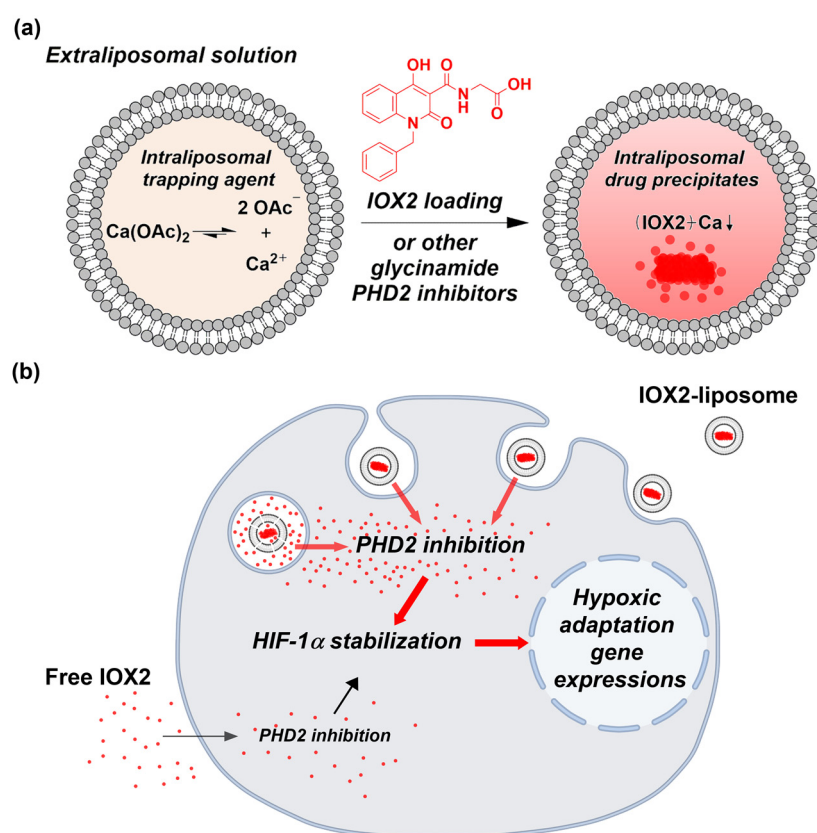 (a)
Extraliposomal solution
OH
O
O
N
H
OH
O
N
O
Intraliposomal
trapping agent
Ca(OAc)₂ ⇌ 2 OAc⁻
+
Ca²⁺
IOX2 loading
or other
glycinamide
PHD2 inhibitors
Intraliposomal
drug precipitates
(IOX2)+Ca↓
(b)
IOX2-liposome
PHD2 inhibition
HIF-1α stabilization
Hypoxic
adaptation
gene
expressions
Free IOX2
PHD2 inhibition